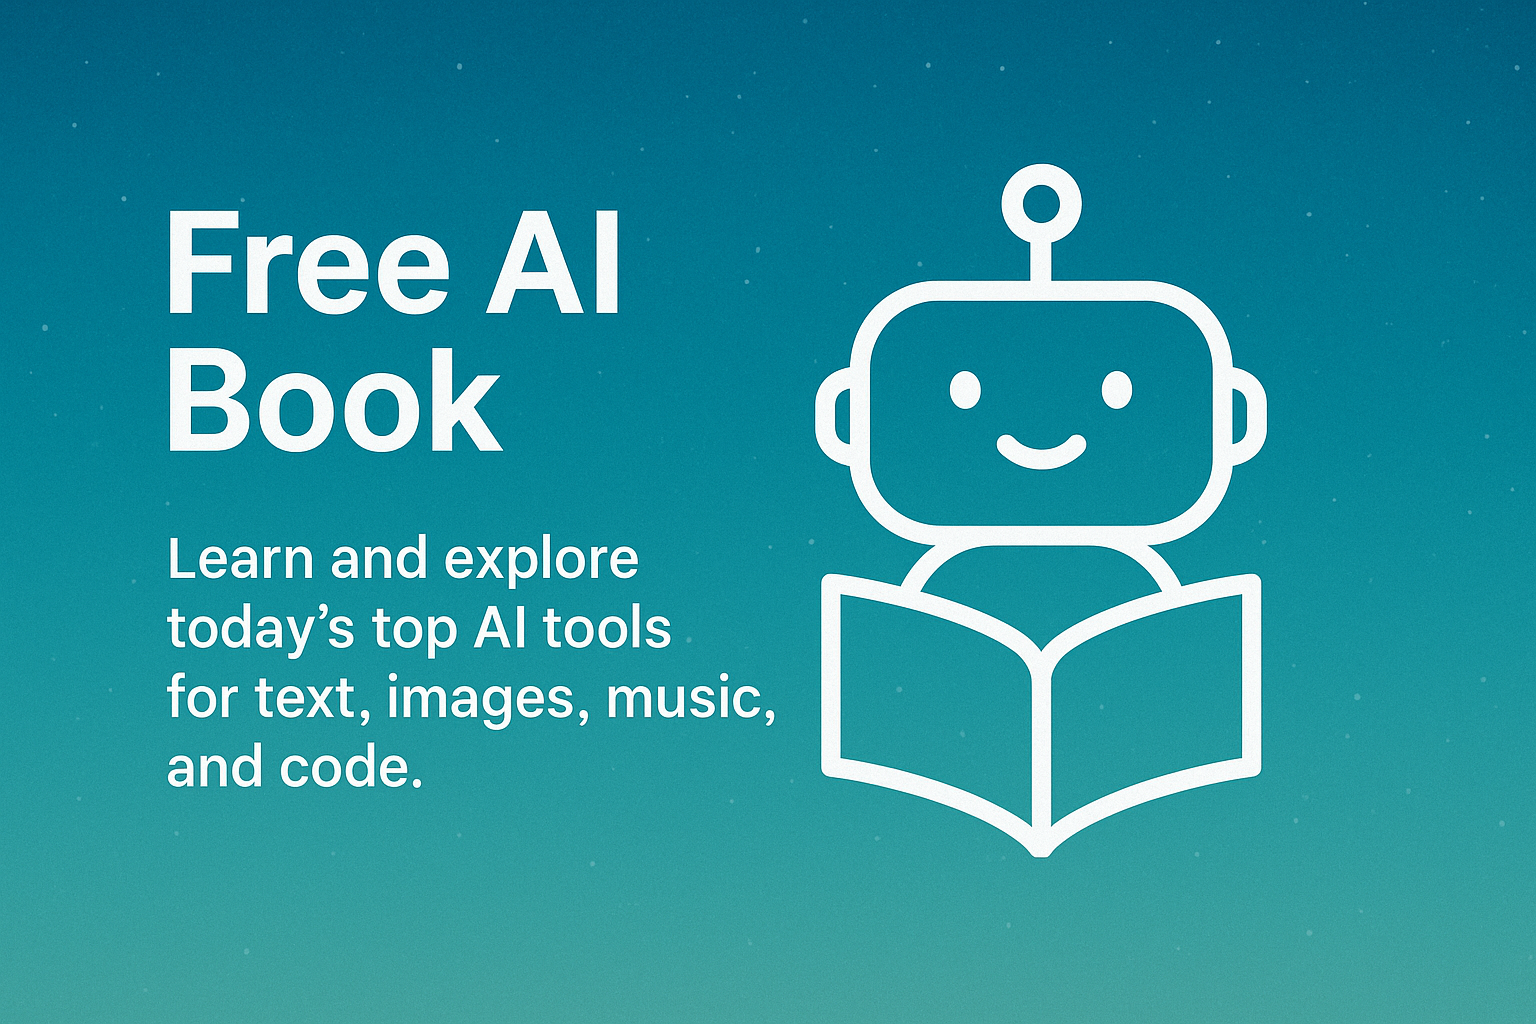 Free AI
Book
Learn and explore
today’s top AI tools
for text, images, music,
and code.